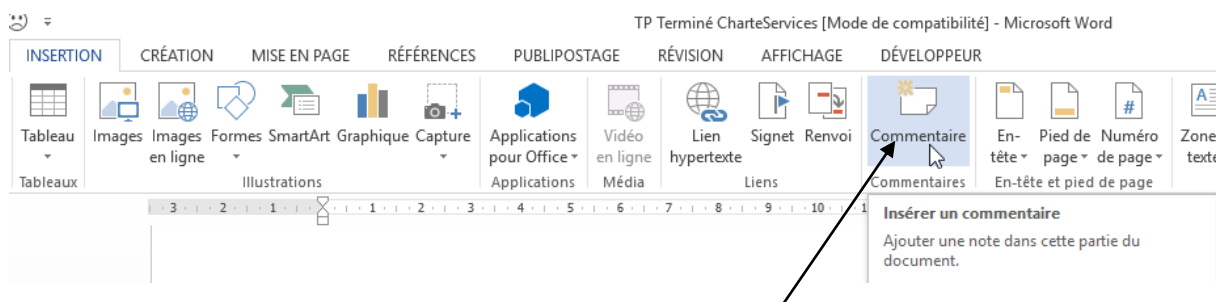 TP Terminé CharteServices [Mode de compatibilité] - Microsoft Word
INSERTION CRÉATION MISE EN PAGE RÉFÉRENCES PUBLIPOSTAGE RÉVISION AFFICHAGE DÉVELOPPEUR
Tableau Images Images Formes SmartArt Graphique Capture Applications Vidéo Lien Signet Renvoi Commentaire En- Pied de Numéro Zone
en ligne pour Office en ligne hypertexte tête page de page texte
Tableaux Illustrations Applications Média Liens Commentaires En-tête et pied de page
3 2 1 1 2 3 4 5 6 7 8 9 10 1
Insérer un commentaire
Ajouter une note dans cette partie du
document.